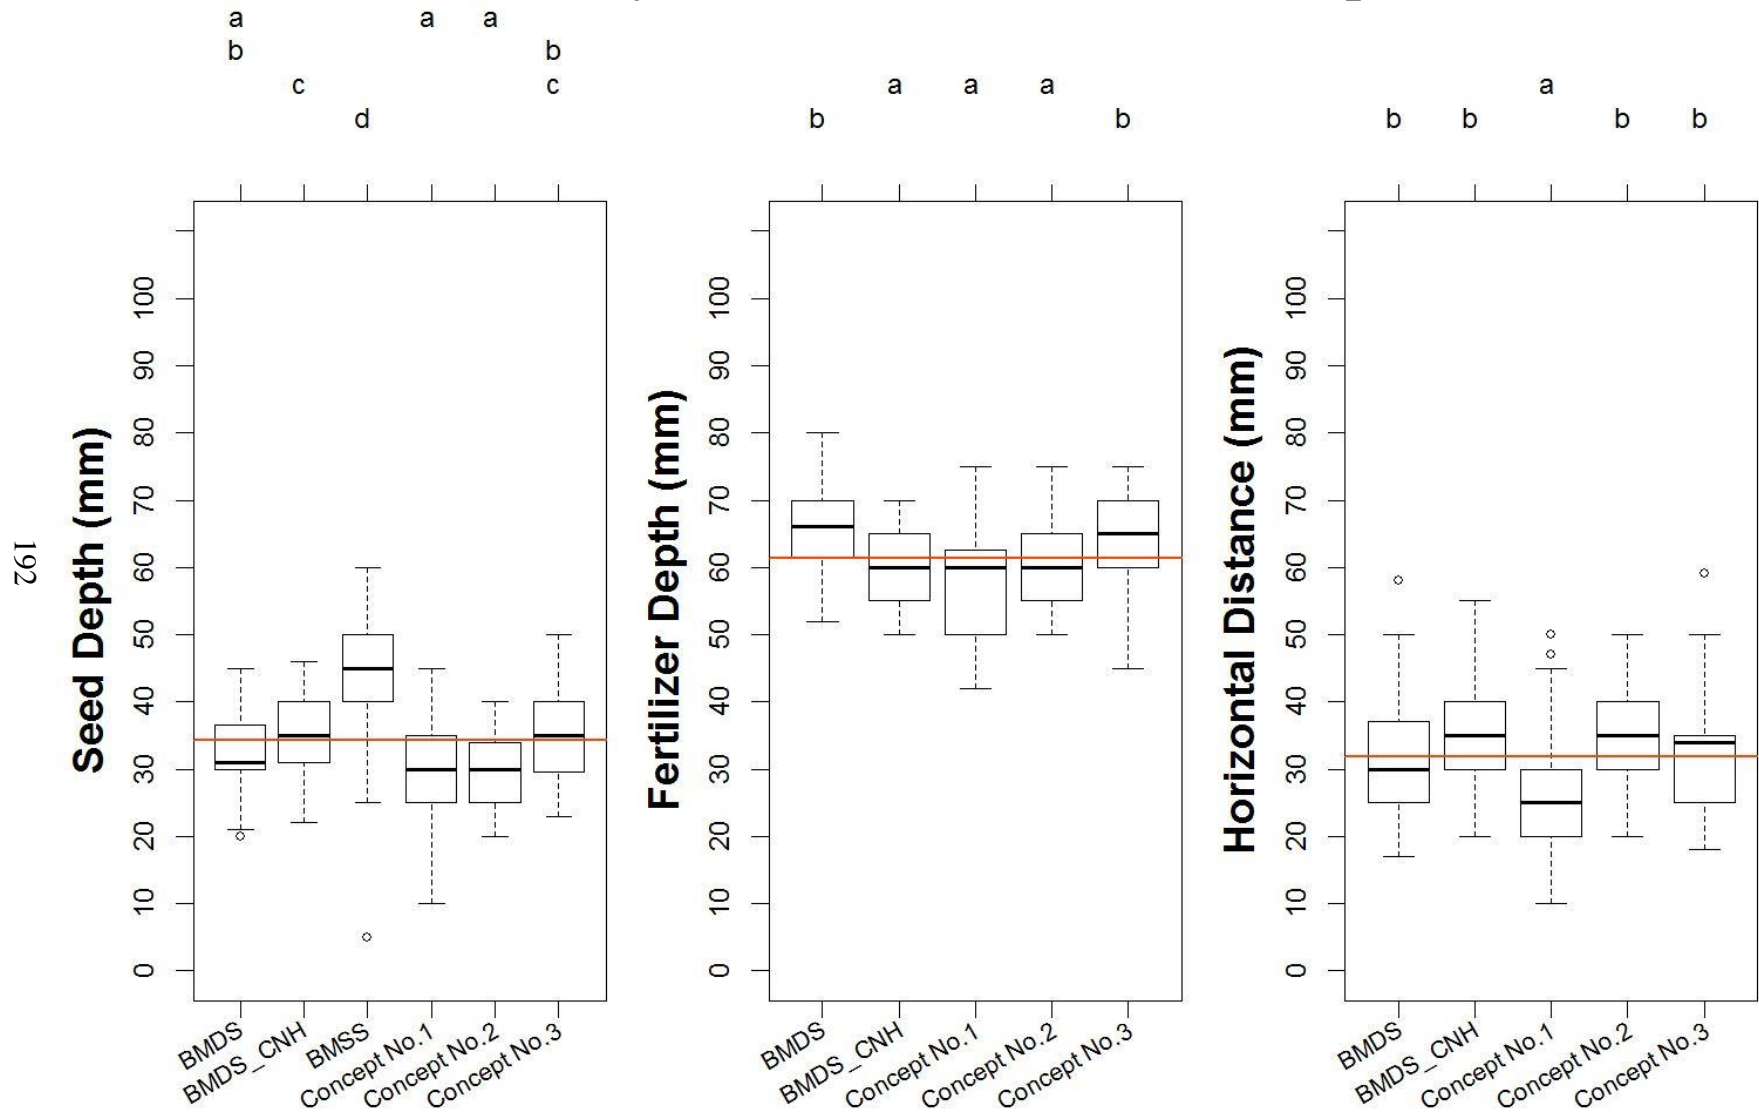 a a a
b b
c c
d
a a a
b b
a
b b b b
Seed Depth (mm)
0 10 20 30 40 50 60 70 80 90 100
BMDS
BMDS_CNH
BMSS
Concept No.1
Concept No.2
Concept No.3
Fertilizer Depth (mm)
0 10 20 30 40 50 60 70 80 90 100
BMDS
BMDS_CNH
Concept No.1
Concept No.2
Concept No.3
Horizontal Distance (mm)
0 10 20 30 40 50 60 70 80 90 100
BMDS
BMDS_CNH
Concept No.1
Concept No.2
Concept No.3
192